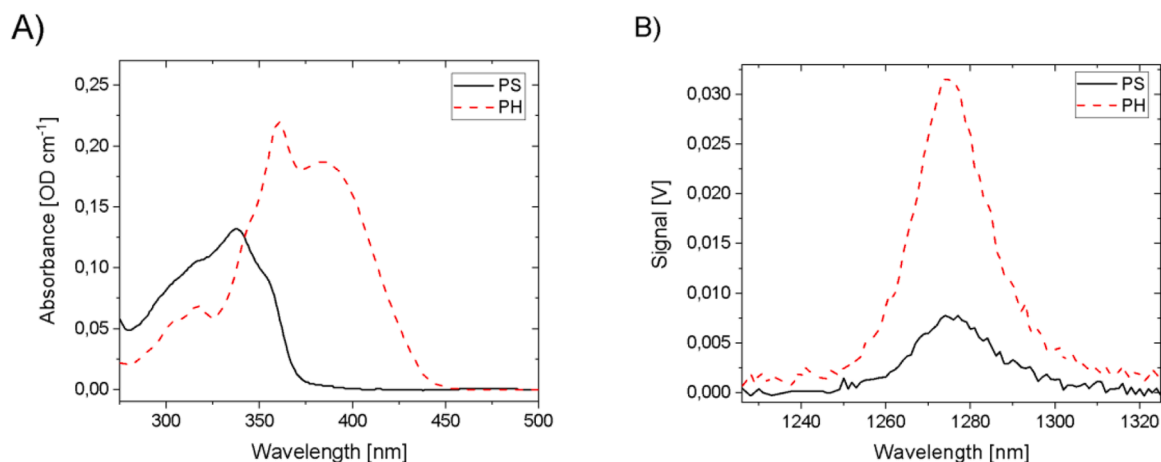 A)
Absorbance [OD cm⁻¹]
0,25
0,20
0,15
0,10
0,05
0,00
PS
PH
300 350 400 450 500
Wavelength [nm]
B)
Signal [V]
0,030
0,025
0,020
0,015
0,010
0,005
0,000
PS
PH
1240 1260 1280 1300 1320
Wavelength [nm]